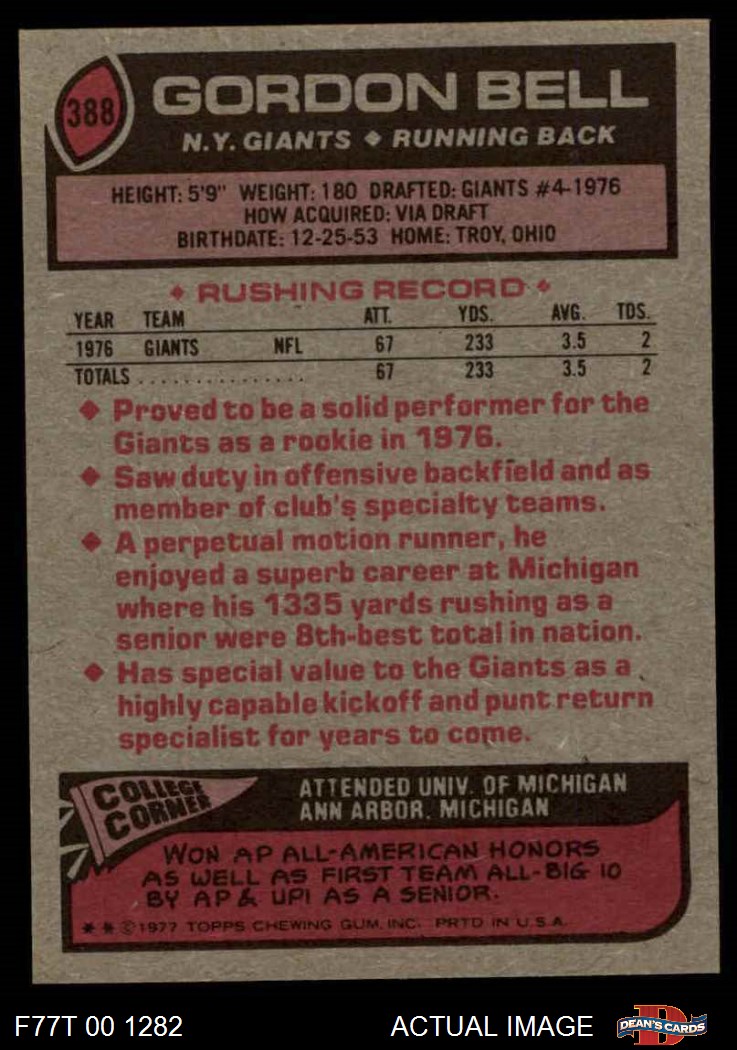 388
GORDON BELL
N.Y. GIANTS ◆ RUNNING BACK
HEIGHT: 5'9" WEIGHT: 180 DRAFTED: GIANTS #4-1976
HOW ACQUIRED: VIA DRAFT
BIRTHDATE: 12-25-53 HOME: TROY, OHIO
◆ RUSHING RECORD ◆
YEAR TEAM ATT. YDS. AVG. TDS.
1976 GIANTS NFL 67 233 3.5 2
TOTALS . . . . . . . . . . . . . . . 67 233 3.5 2
◆ Proved to be a solid performer for the
Giants as a rookie in 1976.
◆ Saw duty in offensive backfield and as
member of club's specialty teams.
◆ A perpetual motion runner, he
enjoyed a superb career at Michigan
where his 1335 yards rushing as a
senior were 8th-best total in nation.
◆ Has special value to the Giants as a
highly capable kickoff and punt return
specialist for years to come.
COLLEGE
CORNER
ATTENDED UNIV. OF MICHIGAN
ANN ARBOR, MICHIGAN
WON AP ALL-AMERICAN HONORS
AS WELL AS FIRST TEAM ALL-BIG 10
BY AP & UPI AS A SENIOR.
* * © 1977 TOPPS CHEWING GUM, INC. PRTD IN U.S.A.
F77T 00 1282
ACTUAL IMAGE
D
DEAN'S CARDS